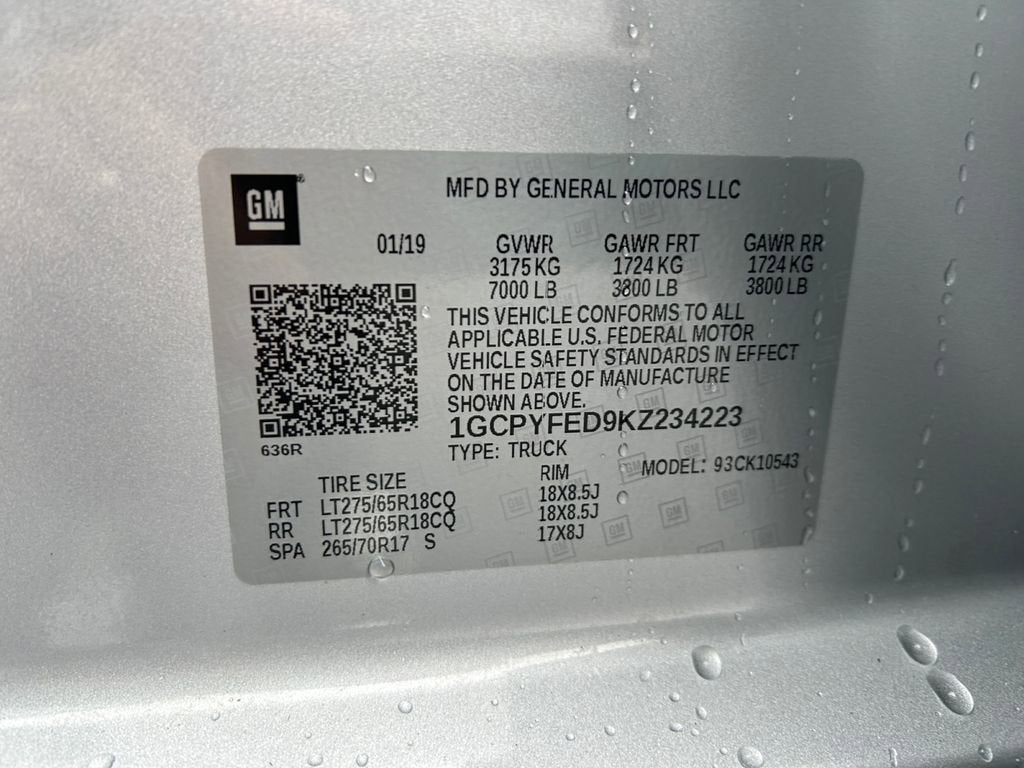 GM
MFD BY GENERAL MOTORS LLC
01/19 GVWR GAWR FRT GAWR RR
3175 KG 1724 KG 1724 KG
7000 LB 3800 LB 3800 LB
THIS VEHICLE CONFORMS TO ALL
APPLICABLE U.S. FEDERAL MOTOR
VEHICLE SAFETY STANDARDS IN EFFECT
ON THE DATE OF MANUFACTURE
SHOWN ABOVE.
1GCPYFED9KZ234223
636R
TYPE: TRUCK
MODEL: 93CK10543
TIRE SIZE RIM
FRT LT275/65R18CQ 18X8.5J
RR LT275/65R18CQ 18X8.5J
SPA 265/70R17 S 17X8J